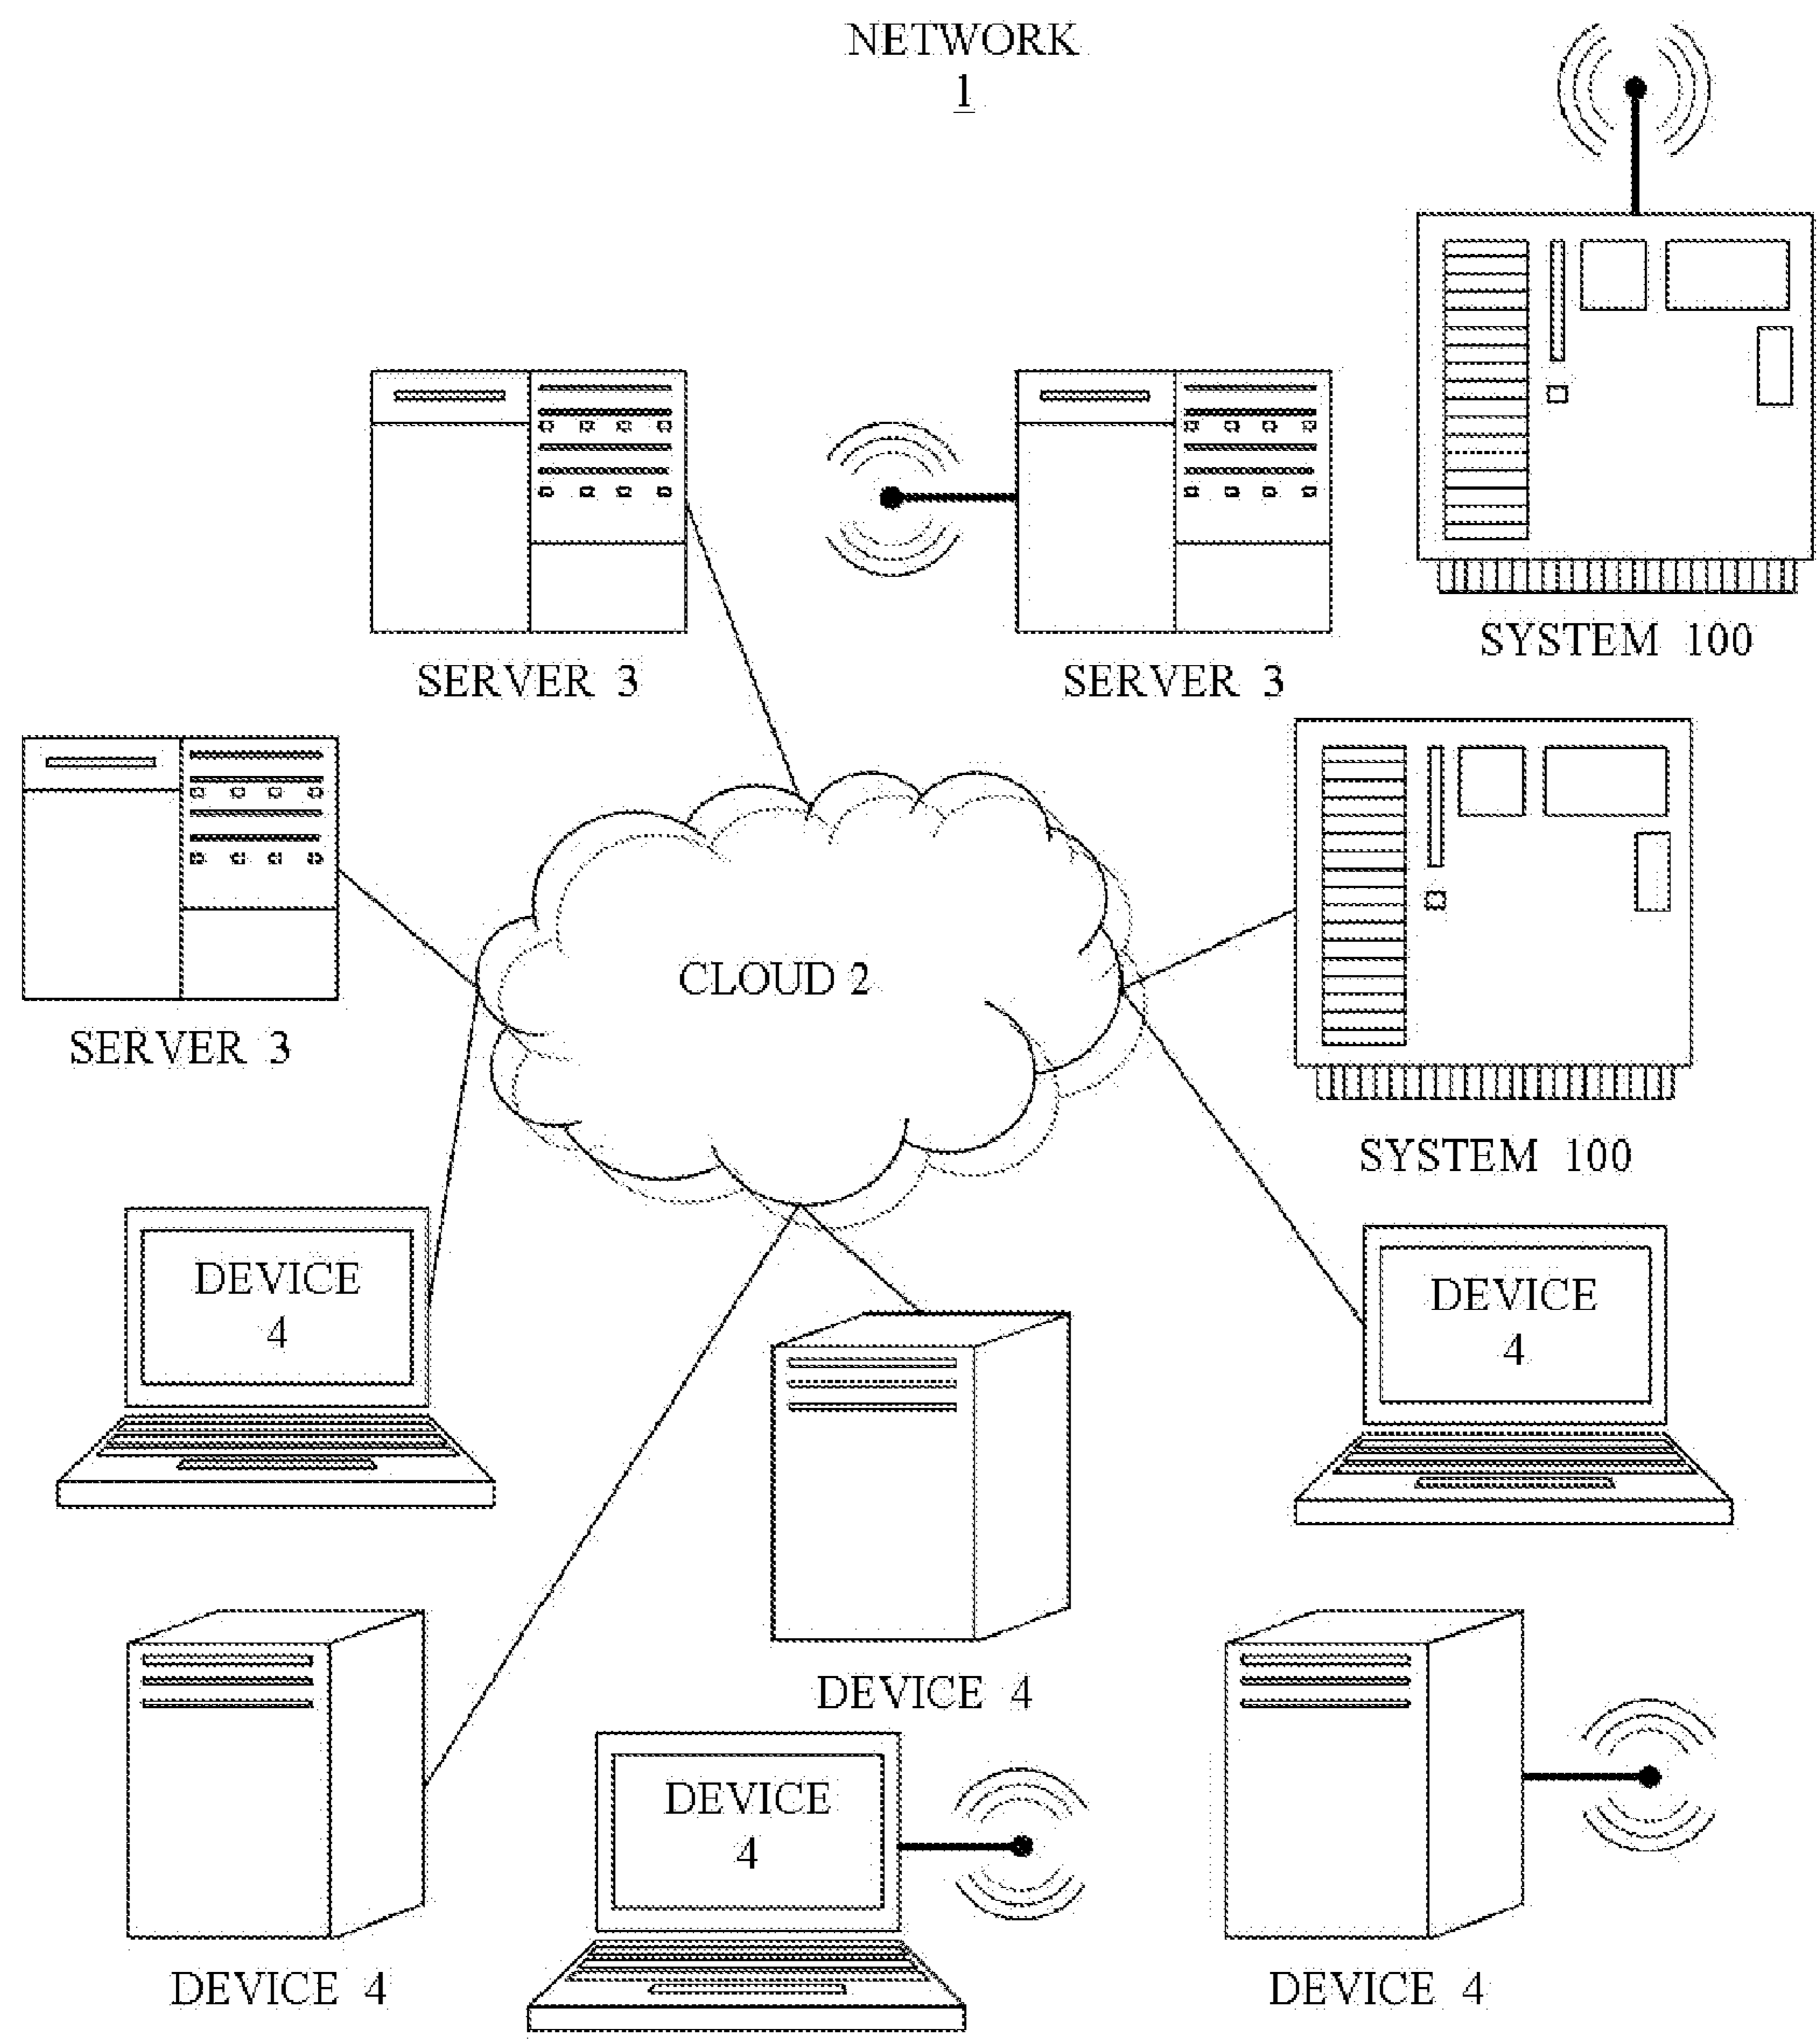 NETWORK
1
SYSTEM 100
SERVER 3
SERVER 3
SERVER 3
CLOUD 2
SYSTEM 100
DEVICE
4
DEVICE
4
DEVICE 4
DEVICE
4
DEVICE 4
DEVICE 4